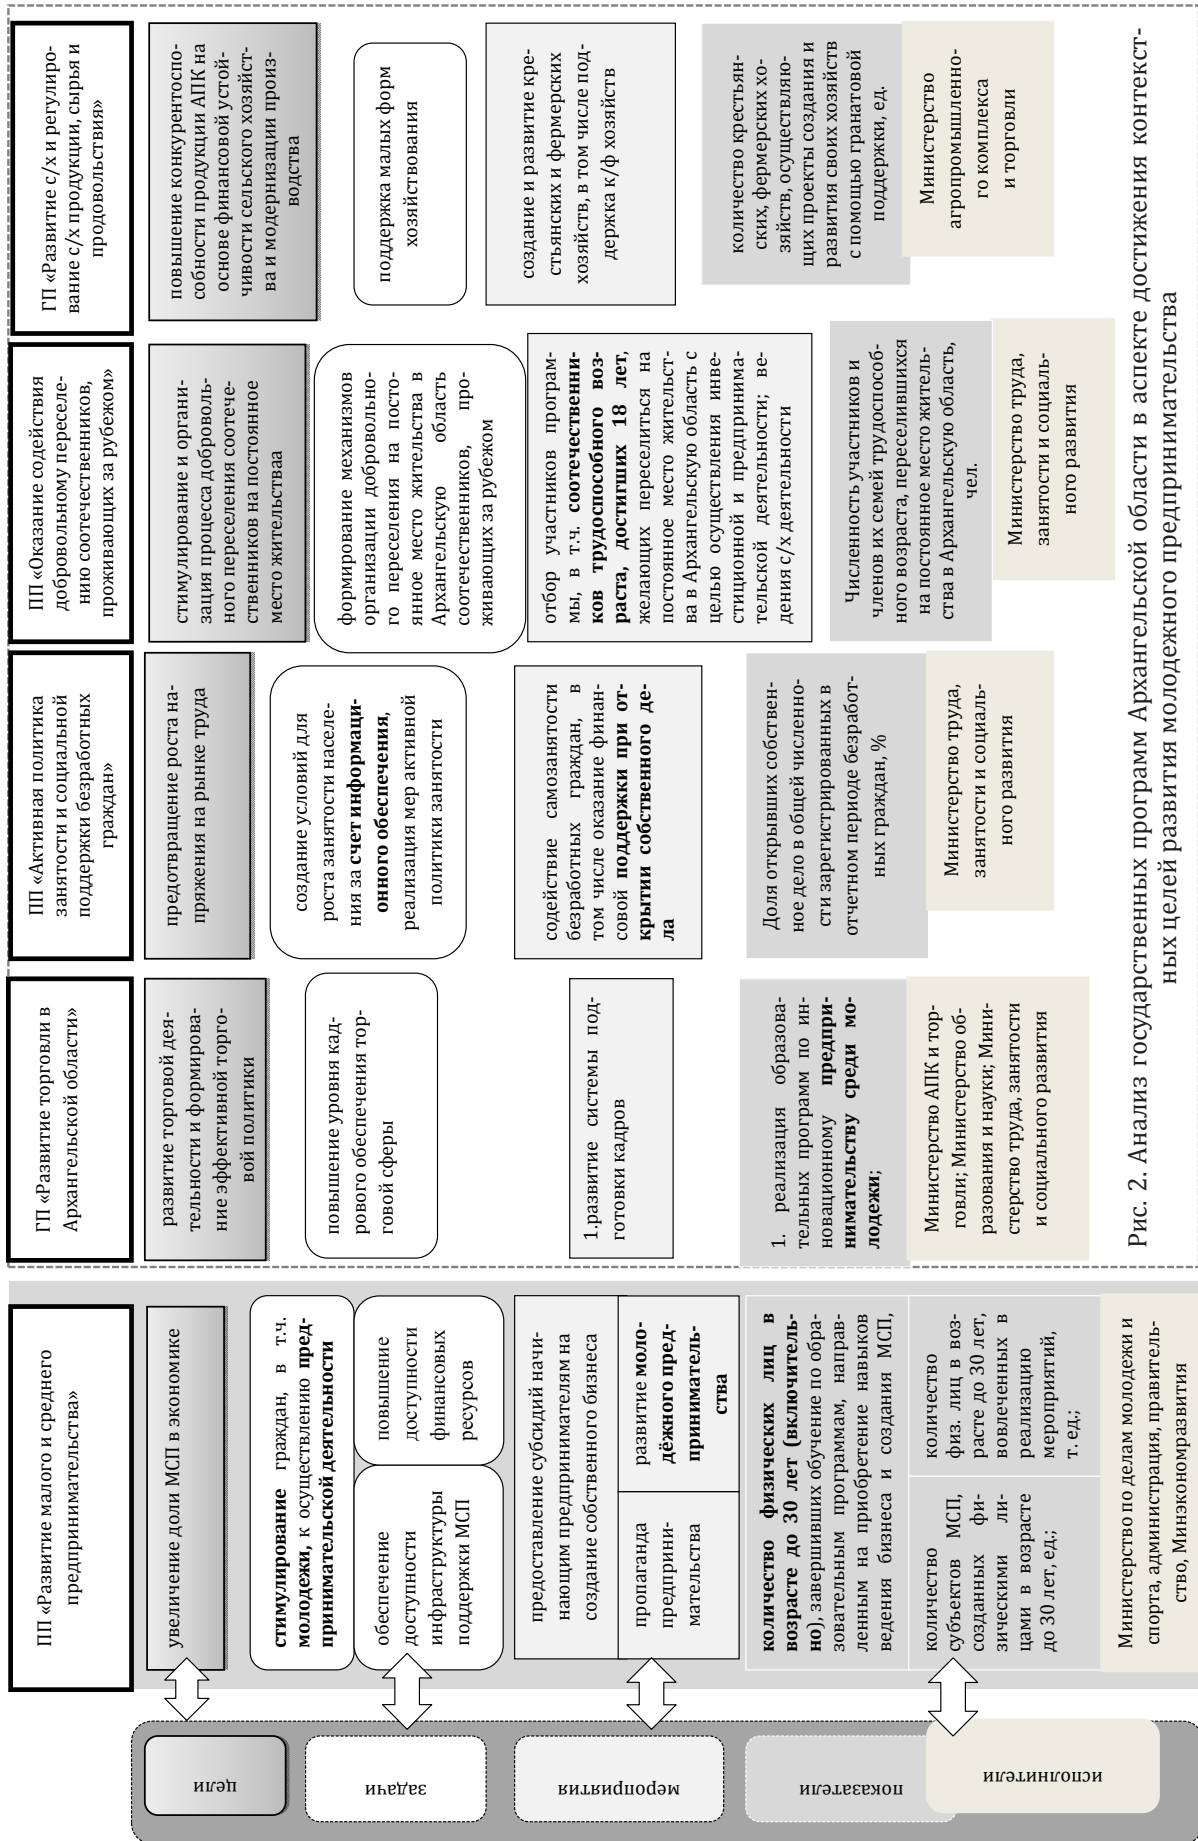 цели
задачи
мероприятия
показатели
исполнители
ПП «Развитие малого и среднего
предпринимательства»
увеличение доли МСП в экономике
стимулирование граждан, в т.ч.
молодежи, к осуществлению пред-
принимательской деятельности
обеспечение
доступности
инфраструктуры
поддержки МСП
повышение
доступности
финансовых
ресурсов
предоставление субсидий начи-
нающим предпринимателям на
создание собственного бизнеса
пропаганда
предприни-
мательства
развитие моло-
дёжного пред-
приниматель-
ства
количество физических лиц в
возрасте до 30 лет (включитель-
но), завершивших обучение по обра-
зовательным программам, направ-
ленным на приобретение навыков
ведения бизнеса и создания МСП,
количество
субъектов МСП,
созданных фи-
зическими ли-
цами в возрасте
до 30 лет, ед.;
количество
физ. лиц в воз-
расте до 30 лет,
вовлеченных в
реализацию
мероприятий,
т. ед.;
Министерство по делам молодежи и
спорта, администрация, правитель-
ство, Минэкономразвития
ГП «Развитие торговли в
Архангельской области»
развитие торговой дея-
тельности и формирова-
ние эффективной торго-
вой политики
повышение уровня кад-
рового обеспечения тор-
говой сферы
1.развитие системы под-
готовки кадров
1. реализация образова-
тельных программ по ин-
новационному предпри-
нимательству среди мо-
лодежи;
Министерство АПК и тор-
говли; Министерство об-
разования и науки; Мини-
стерство труда, занятости
и социального развития
ПП «Активная политика
занятости и социальной
поддержки безработных
граждан»
предотвращение роста на-
пряжения на рынке труда
создание условий для
роста занятости населе-
ния за счет информаци-
онного обеспечения,
реализация мер активной
политики занятости
содействие самозанятости
безработных граждан, в
том числе оказание финан-
совой поддержки при от-
крытии собственного де-
ла
Доля открывших собствен-
ное дело в общей численно-
сти зарегистрированных в
отчетном периоде безработ-
ных граждан, %
Министерство труда,
занятости и социаль-
ного развития
ПП «Оказание содействия
добровольному переселе-
нию соотечественников,
проживающих за рубежом»
стимулирование и органи-
зация процесса доброволь-
ного переселения соотече-
ственников на постоянное
место жительстваа
формирование механизмов
организации добровольно-
го переселения на посто-
янное место жительства в
Архангельскую область
соотечественников, про-
живающих за рубежом
отбор участников програм-
мы, в т.ч. соотечественни-
ков трудоспособного воз-
раста, достигших 18 лет,
желающих переселиться на
постоянное место жительст-
ва в Архангельскую область с
целью осуществления инве-
стиционной и предпринима-
тельской деятельности; ве-
дения с/х деятельности
Численность участников и
членов их семей трудоспособ-
ного возраста, переселившихся
на постоянное место житель-
ства в Архангельскую область,
чел.
Министерство труда,
занятости и социаль-
ного развития
ГП «Развитие с/х и регулиро-
вание с/х продукции, сырья и
продовольствия»
повышение конкурентоспо-
собности продукции АПК на
основе финансовой устой-
чивости сельского хозяйст-
ва и модернизации произ-
водства
поддержка малых форм
хозяйствования
создание и развитие кре-
стьянских и фермерских
хозяйств, в том числе под-
держка к/ф хозяйств
количество крестьян-
ских, фермерских хо-
зяйств, осуществляю-
щих проекты создания и
развития своих хозяйств
с помощью гранатовой
поддержки, ед.
Министерство
агропромышленно-
го комплекса
и торговли
Рис. 2. Анализ государственных программ Архангельской области в аспекте достижения контекст-
ных целей развития молодежного предпринимательства